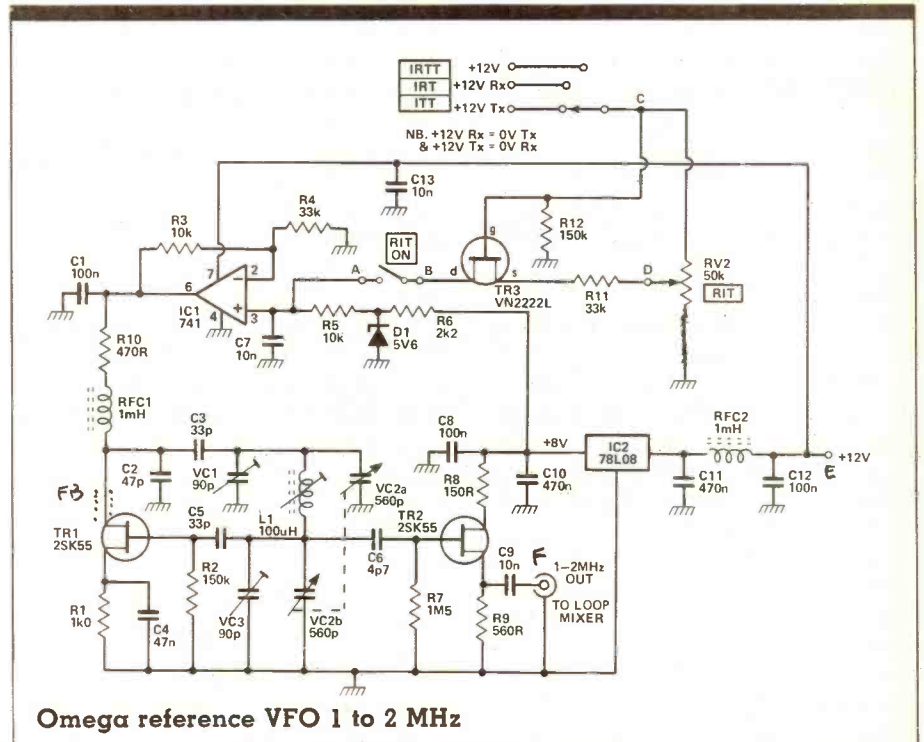 IRTT +12V
IRT +12V Rx
ITT +12V Tx
C
NB. +12V Rx = 0V Tx
& +12V Tx = 0V Rx
C13
10n
R4
33k
R3
10k
R12
150k
C1
100n
7
2
6
4
3
IC1
741
RIT
ON
A
B
d
g
s
TR3
VN2222L
R11
33k
D
RV2
50k
RIT
C7
10n
R5
10k
D1
5V6
R6
2k2
R10
470R
RFC1
1mH
C3
33p
C8
100n
+8V
IC2
78L08
RFC2
1mH
E
+12V
C2
47p
VC1
90p
L1
100uH
VC2a
560p
R8
150R
C10
470n
C11
470n
C12
100n
FB
TR1
2SK55
C5
33p
C6
4p7
TR2
2SK55
C9
10n
F
1-2MHz
OUT
TO LOOP
MIXER
R1
1k0
C4
47n
R2
150k
VC3
90p
VC2b
560p
R7
1M5
R9
560R
Omega reference VFO 1 to 2 MHz